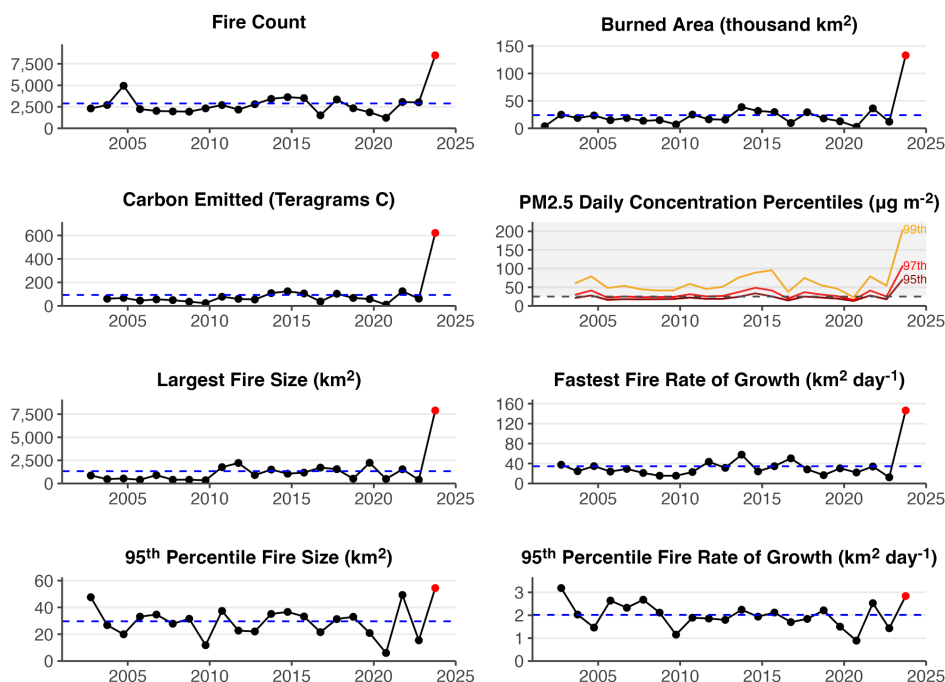 Fire Count
7,500
5,000
2,500
0
2005 2010 2015 2020 2025
Burned Area (thousand km²)
150
100
50
0
2005 2010 2015 2020 2025
Carbon Emitted (Teragrams C)
600
400
200
0
2005 2010 2015 2020 2025
PM2.5 Daily Concentration Percentiles (µg m⁻²)
200
150
100
50
0
99th
97th
95th
2005 2010 2015 2020 2025
Largest Fire Size (km²)
7,500
5,000
2,500
0
2005 2010 2015 2020 2025
Fastest Fire Rate of Growth (km² day⁻¹)
160
120
80
40
0
2005 2010 2015 2020 2025
95ᵗʰ Percentile Fire Size (km²)
60
40
20
0
2005 2010 2015 2020 2025
95ᵗʰ Percentile Fire Rate of Growth (km² day⁻¹)
3
2
1
0
2005 2010 2015 2020 2025